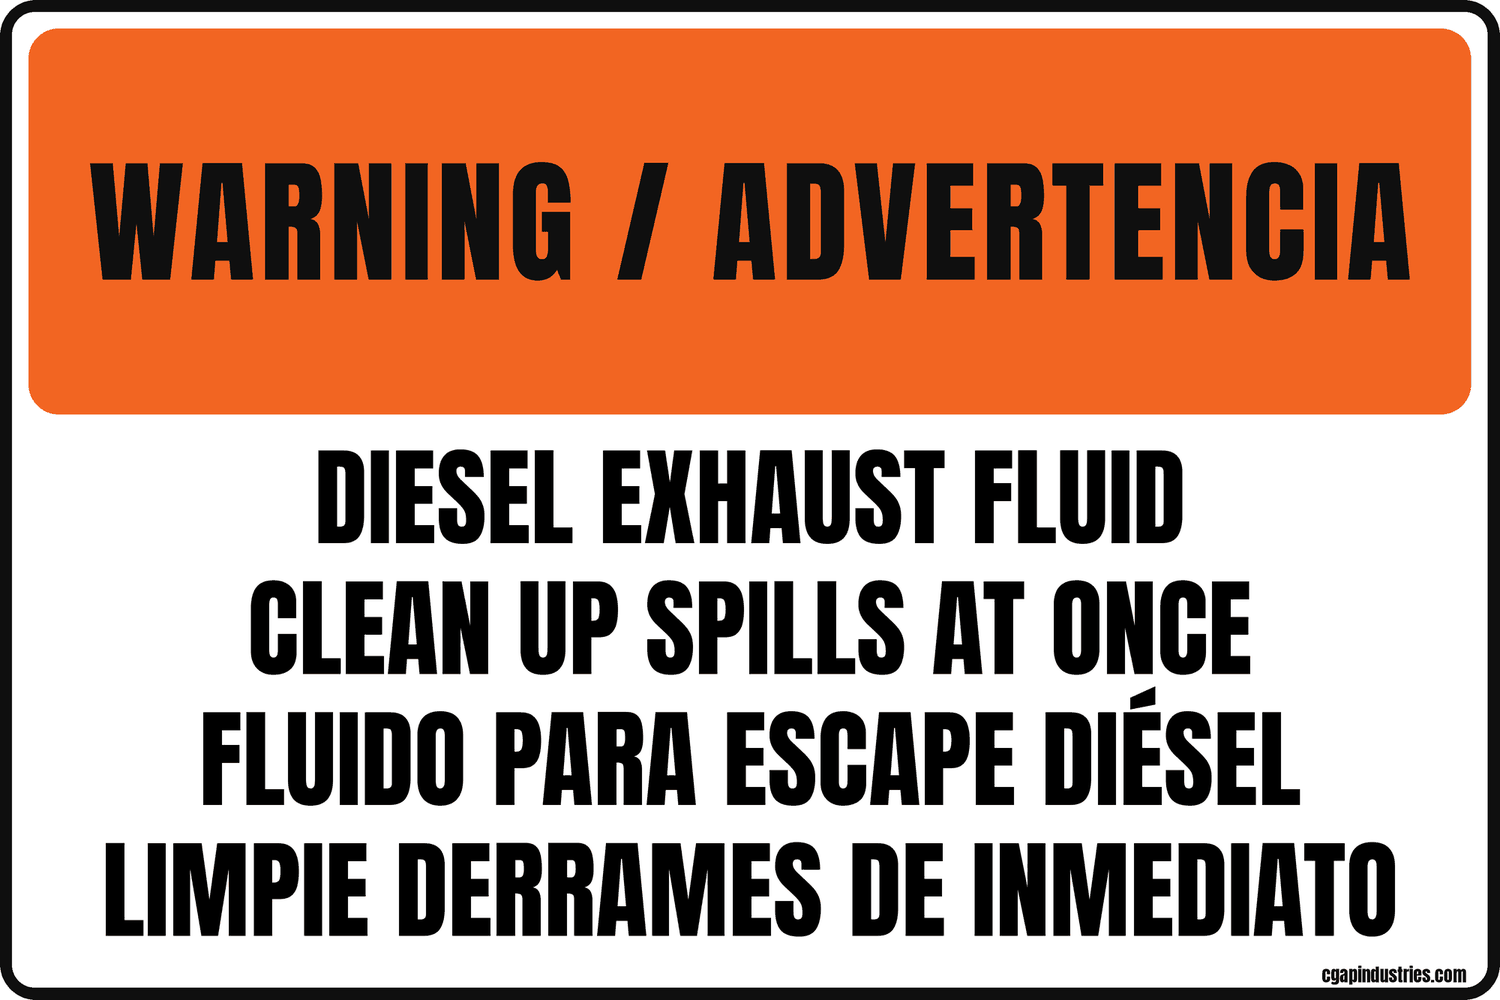 WARNING / ADVERTENCIA
DIESEL EXHAUST FLUID
CLEAN UP SPILLS AT ONCE
FLUIDO PARA ESCAPE DIÉSEL
LIMPIE DERRAMES DE INMEDIATO
cgapindustries.com